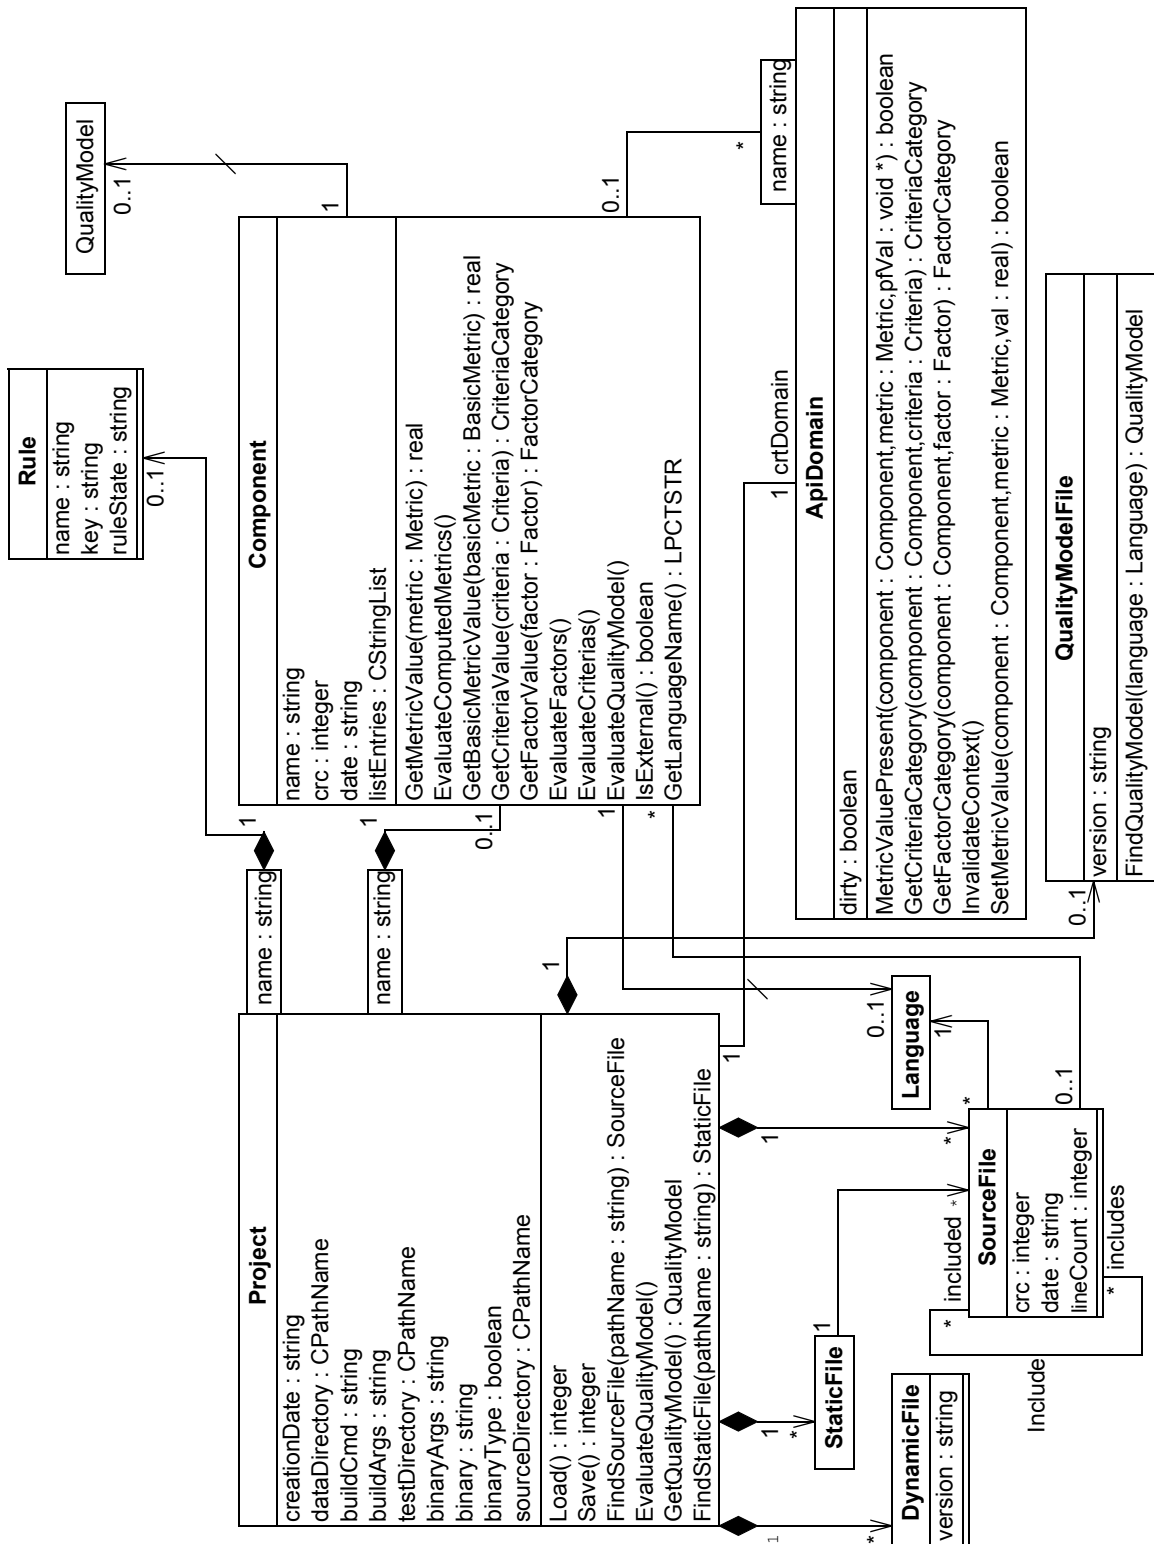 Project
creationDate : string
dataDirectory : CPathName
buildCmd : string
buildArgs : string
testDirectory : CPathName
binaryArgs : string
binary : string
binaryType : boolean
sourceDirectory : CPathName
Load() : integer
Save() : integer
FindSourceFile(pathName : string) : SourceFile
EvaluateQualityModel()
GetQualityModel() : QualityModel
FindStaticFile(pathName : string) : StaticFile
name : string
1
name : string
1
0..1
Rule
name : string
key : string
ruleState : string
0..1
QualityModel
0..1
1
Component
name : string
crc : integer
date : string
listEntries : CStringList
GetMetricValue(metric : Metric) : real
EvaluateComputedMetrics()
GetBasicMetricValue(basicMetric : BasicMetric) : real
GetCriteriaValue(criteria : Criteria) : CriteriaCategory
GetFactorValue(factor : Factor) : FactorCategory
EvaluateFactors()
EvaluateCriterias()
EvaluateQualityModel()
IsExternal() : boolean
GetLanguageName() : LPCTSTR
1
*
0..1
*
name : string
1
1 crtDomain
ApiDomain
dirty : boolean
MetricValuePresent(component : Component,metric : Metric,pfVal : void *) : boolean
GetCriteriaCategory(component : Component,criteria : Criteria) : CriteriaCategory
GetFactorCategory(component : Component,factor : Factor) : FactorCategory
InvalidateContext()
SetMetricValue(component : Component,metric : Metric,val : real) : boolean
1
0..1
QualityModelFile
version : string
FindQualityModel(language : Language) : QualityModel
0..1
Language
1
*
0..1
1
*
1
*
StaticFile
1
*
SourceFile
crc : integer
date : string
lineCount : integer
* included
* includes
Include
1
*
DynamicFile
version : string